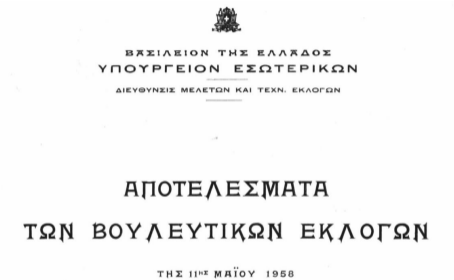 ΒΑΣΙΛΕΙΟΝ ΤΗΣ ΕΛΛΑΔΟΣ
ΥΠΟΥΡΓΕΙΟΝ ΕΣΩΤΕΡΙΚΩΝ
ΔΙΕΥΘΥΝΣΙΣ ΜΕΛΕΤΩΝ ΚΑΙ ΤΕΧΝ. ΕΚΛΟΓΩΝ
ΑΠΟΤΕΛΕΣΜΑΤΑ
ΤΩΝ ΒΟΥΛΕΥΤΙΚΩΝ ΕΚΛΟΓΩΝ
ΤΗΣ 11ΗΣ ΜΑΪΟΥ 1958